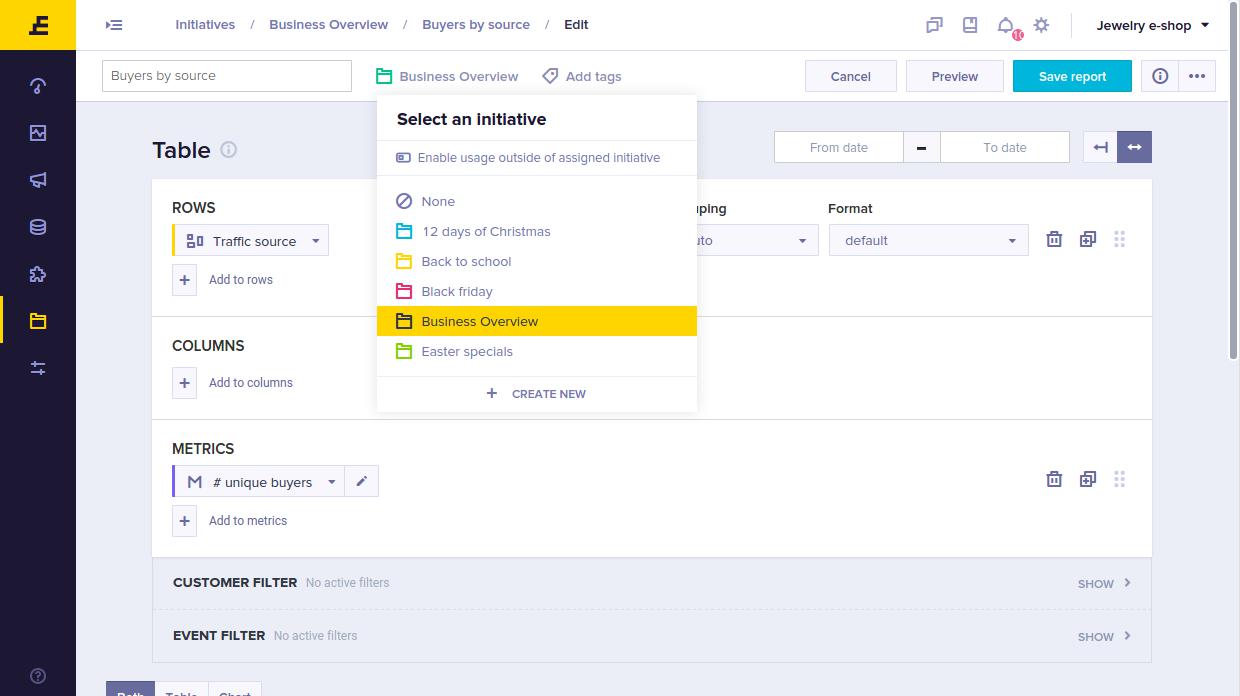 Initiatives / Business Overview / Buyers by source / Edit
Jewelry e-shop
Buyers by source
Business Overview
Add tags
Cancel
Preview
Save report
Select an initiative
Enable usage outside of assigned initiative
None
12 days of Christmas
Back to school
Black friday
Business Overview
Easter specials
+ CREATE NEW
Table
From date – To date
ROWS
Traffic source
+ Add to rows
Format
default
COLUMNS
+ Add to columns
METRICS
# unique buyers
+ Add to metrics
CUSTOMER FILTER No active filters SHOW
EVENT FILTER No active filters SHOW
Both Table Chart